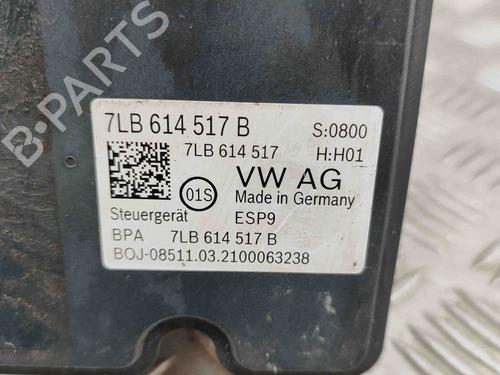 7LB 614 517 B S:0800
7LB 614 517 H:H01
01S VW AG
Made in Germany
Steuergerät ESP9
BPA 7LB 614 517 B
BOJ-08511.03.2100063238
B-PARTS